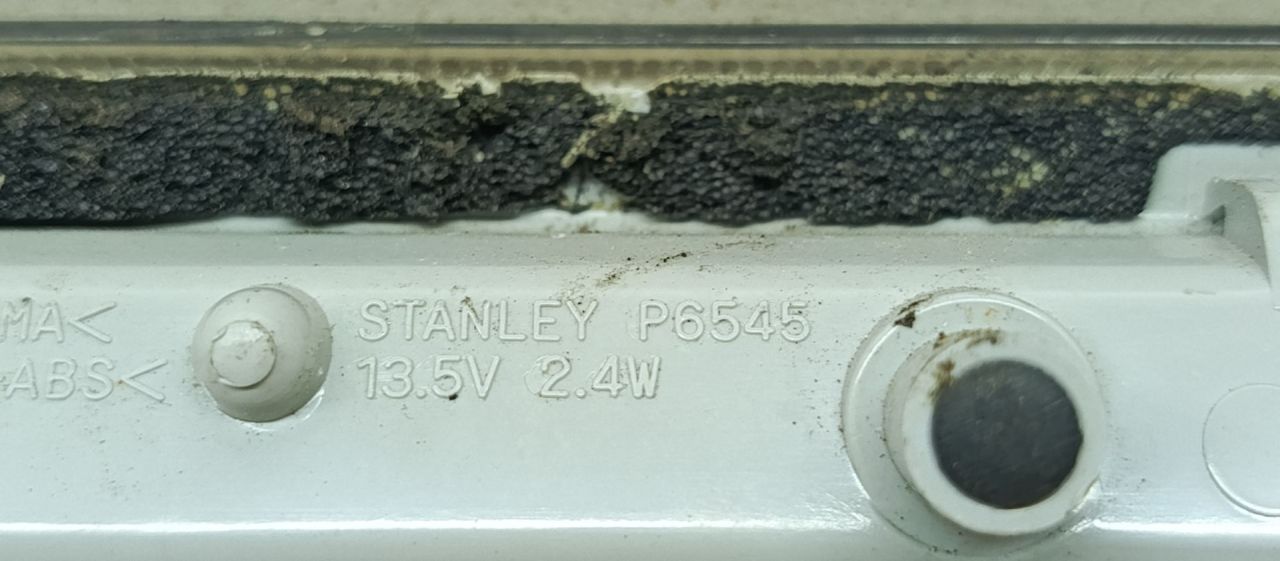 MA< STANLEY P6545
ABS< 13.5V 2.4W